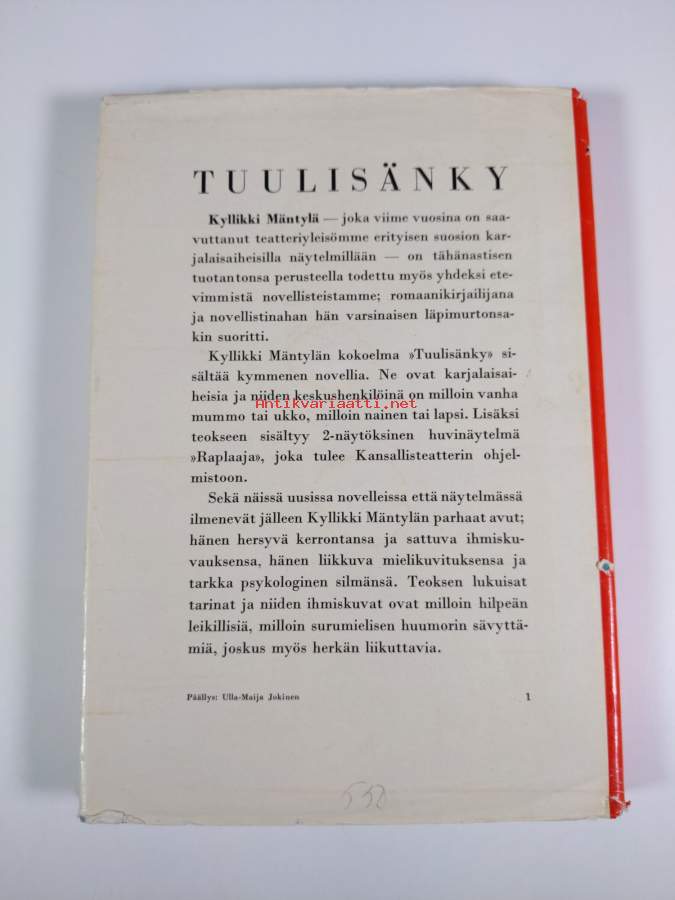 TUULISÄNKY
Kyllikki Mäntylä — joka viime vuosina on saa-
vuttanut teatteriyleisömme erityisen suosion kar-
jalaisaiheisilla näytelmillään — on tähänastisen
tuotantonsa perusteella todettu myös yhdeksi ete-
vimmistä novellisteistamme; romaanikirjailijana
ja novellistinahan hän varsinaisen läpimurtonsa-
kin suoritti.
Kyllikki Mäntylän kokoelma »Tuulisänky» si-
sältää kymmenen novellia. Ne ovat karjalaisai-
heisia ja niiden keskushenkilöinä on milloin vanha
Antikvariaatti.net
mummo tai ukko, milloin nainen tai lapsi. Lisäksi
teokseen sisältyy 2-näytöksinen huvinäytelmä
»Raplaaja», joka tulee Kansallisteatterin ohjel-
mistoon.
Sekä näissä uusissa novelleissa että näytelmässä
ilmenevät jälleen Kyllikki Mäntylän parhaat avut;
hänen hersyvä kerrontansa ja sattuva ihmisku-
vauksensa, hänen liikkuva mielikuvituksensa ja
tarkka psykologinen silmänsä. Teoksen lukuisat
tarinat ja niiden ihmiskuvat ovat milloin hilpeän
leikillisiä, milloin surumielisen huumorin sävyttä-
miä, joskus myös herkän liikuttavia.
Päällys: Ulla-Maija Jokinen 1